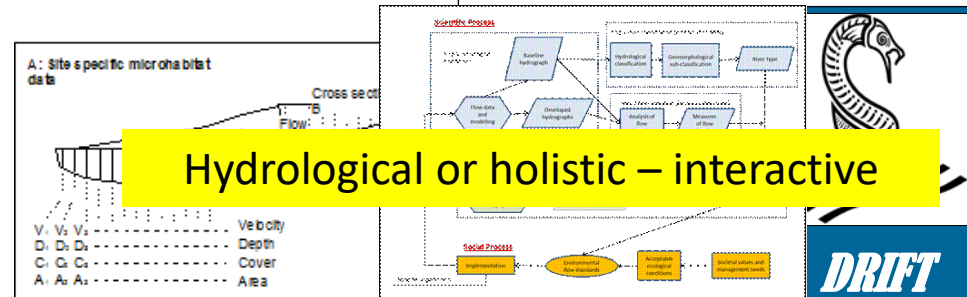 A: Site specific microhabitat
data
Cross secti
B
Flow:
V₁ V₂ V₃
Velocity
D₁ D₂ D₃
Depth
C₁ C₂ C₃
Cover
A₁ A₂ A₃
Area
Scientific Process
Baseline
hydrograph
Hydrological
classification
Geomorphological
sub-classification
River type
Flow data
and
modelling
Developed
hydrographs
Analysis of
flow
Measures
of flow
Hydrological or holistic – interactive
Social Process
Implementation
Environmental
flow standards
Acceptable
ecological
conditions
Societal values and
management needs
DRIFT